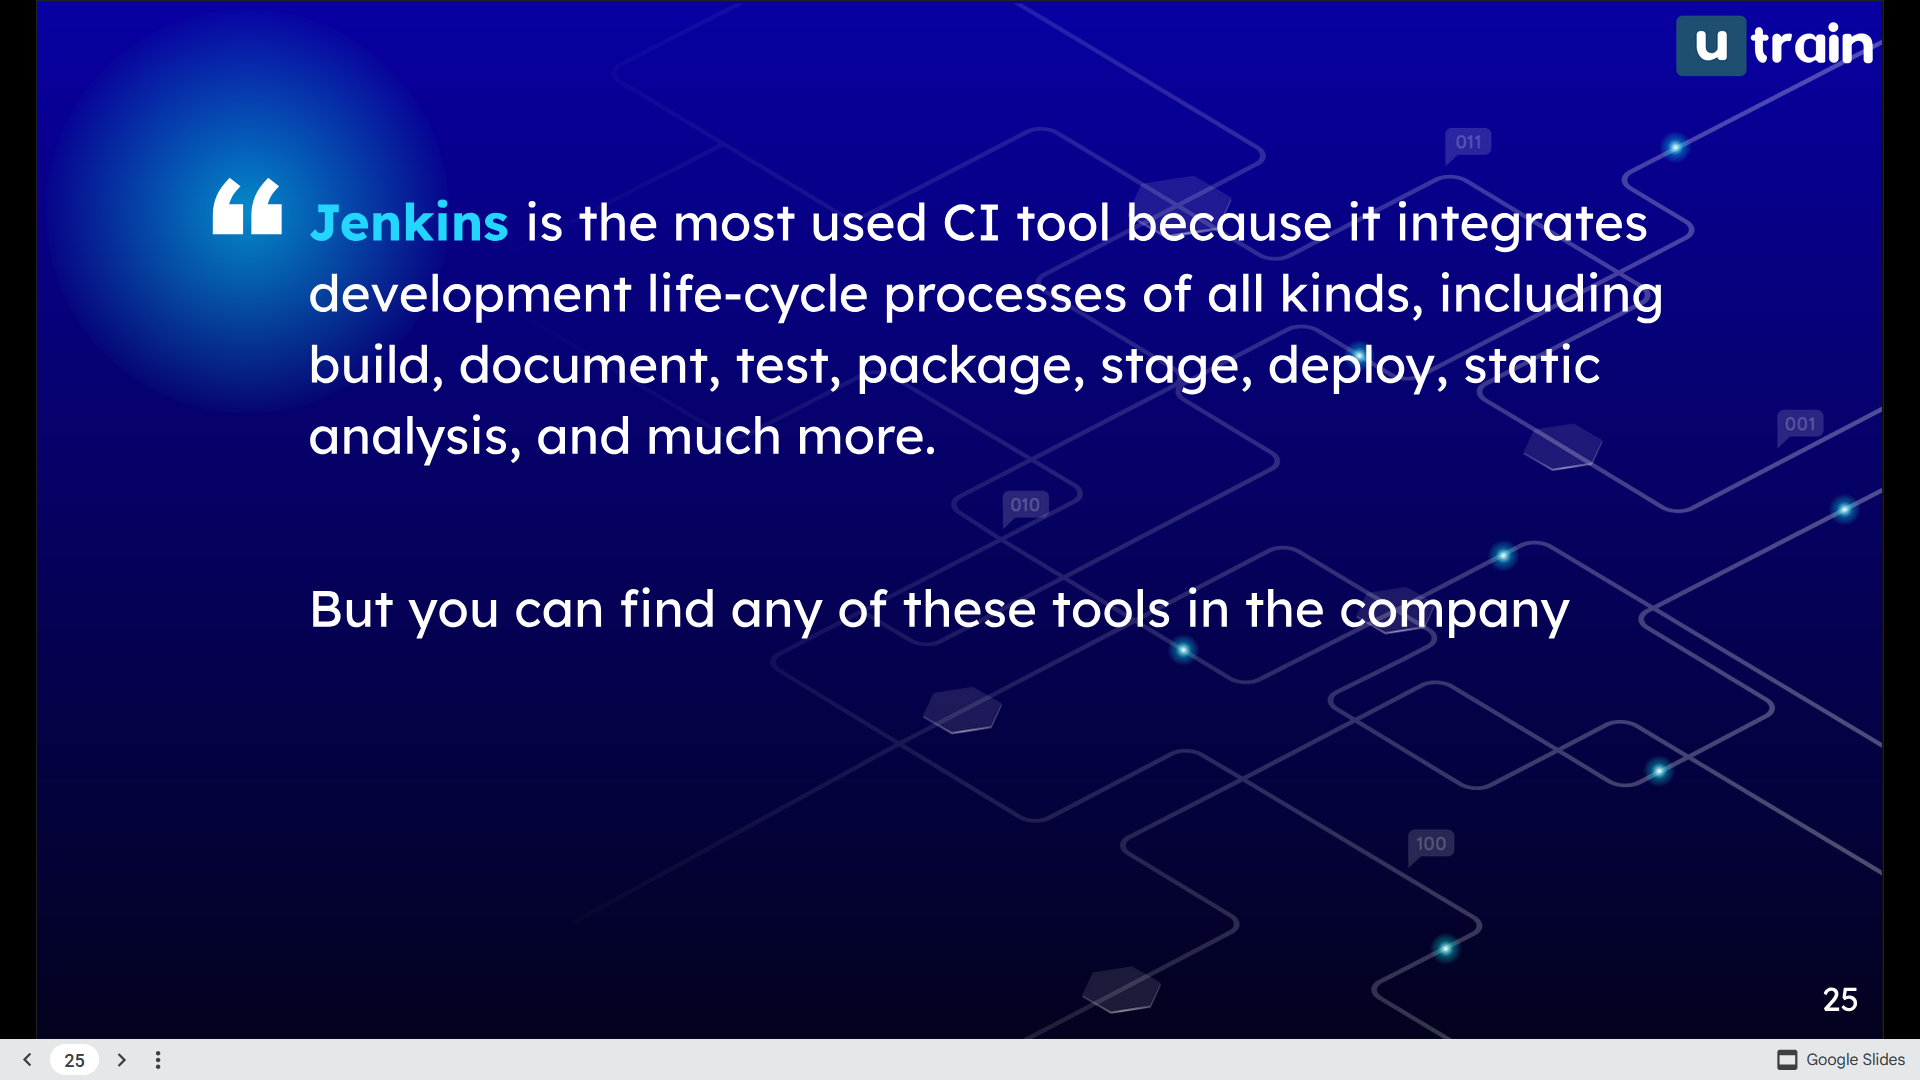 u train
011
“ Jenkins is the most used CI tool because it integrates
development life-cycle processes of all kinds, including
build, document, test, package, stage, deploy, static
analysis, and much more.
001
010
But you can find any of these tools in the company
100
25
25
Google Slides